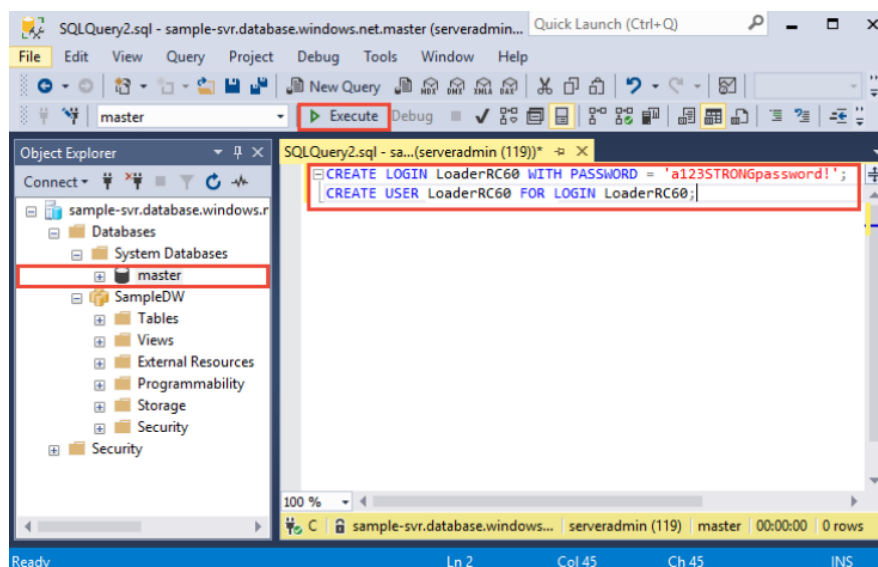 SQLQuery2.sql - sample-svr.database.windows.net.master (serveradmin...
Quick Launch (Ctrl+Q)
File Edit View Query Project Debug Tools Window Help
New Query MDX DMX XMLA DAX
master Execute Debug
Object Explorer
SQLQuery2.sql - sa...(serveradmin (119))*
Connect
CREATE LOGIN LoaderRC60 WITH PASSWORD = 'a123STRONGpassword!';
CREATE USER LoaderRC60 FOR LOGIN LoaderRC60;
sample-svr.database.windows.r
Databases
System Databases
master
SampleDW
Tables
Views
External Resources
Programmability
Storage
Security
Security
100 %
C sample-svr.database.windows... serveradmin (119) master 00:00:00 0 rows
Ready Ln 2 Col 45 Ch 45 INS